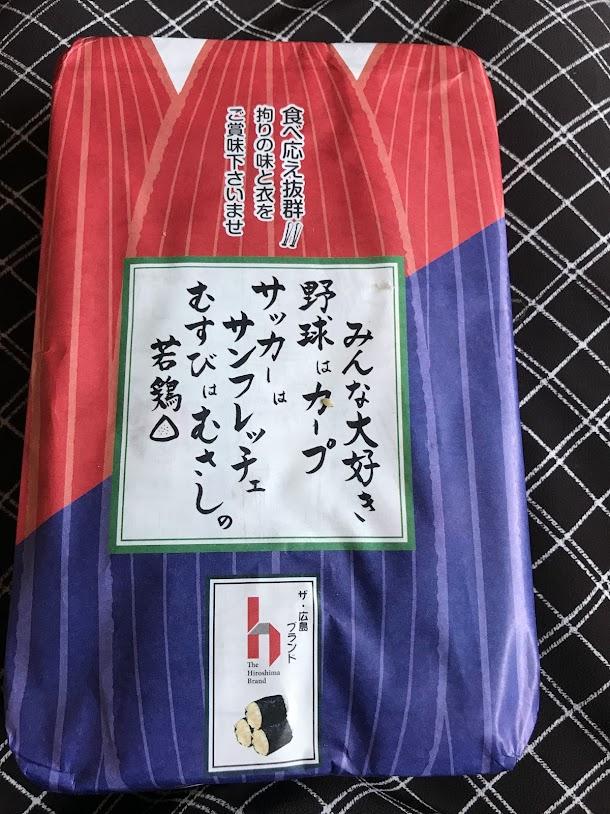 食べ応え抜群!!
拘りの味と衣を
ご賞味下さいませ
みんな大好き
野球はカープ
サッカーは
サンフレッチェ
むすびはむさしの
若鶏
ザ・広島
ブランド
h
The
Hiroshima
Brand